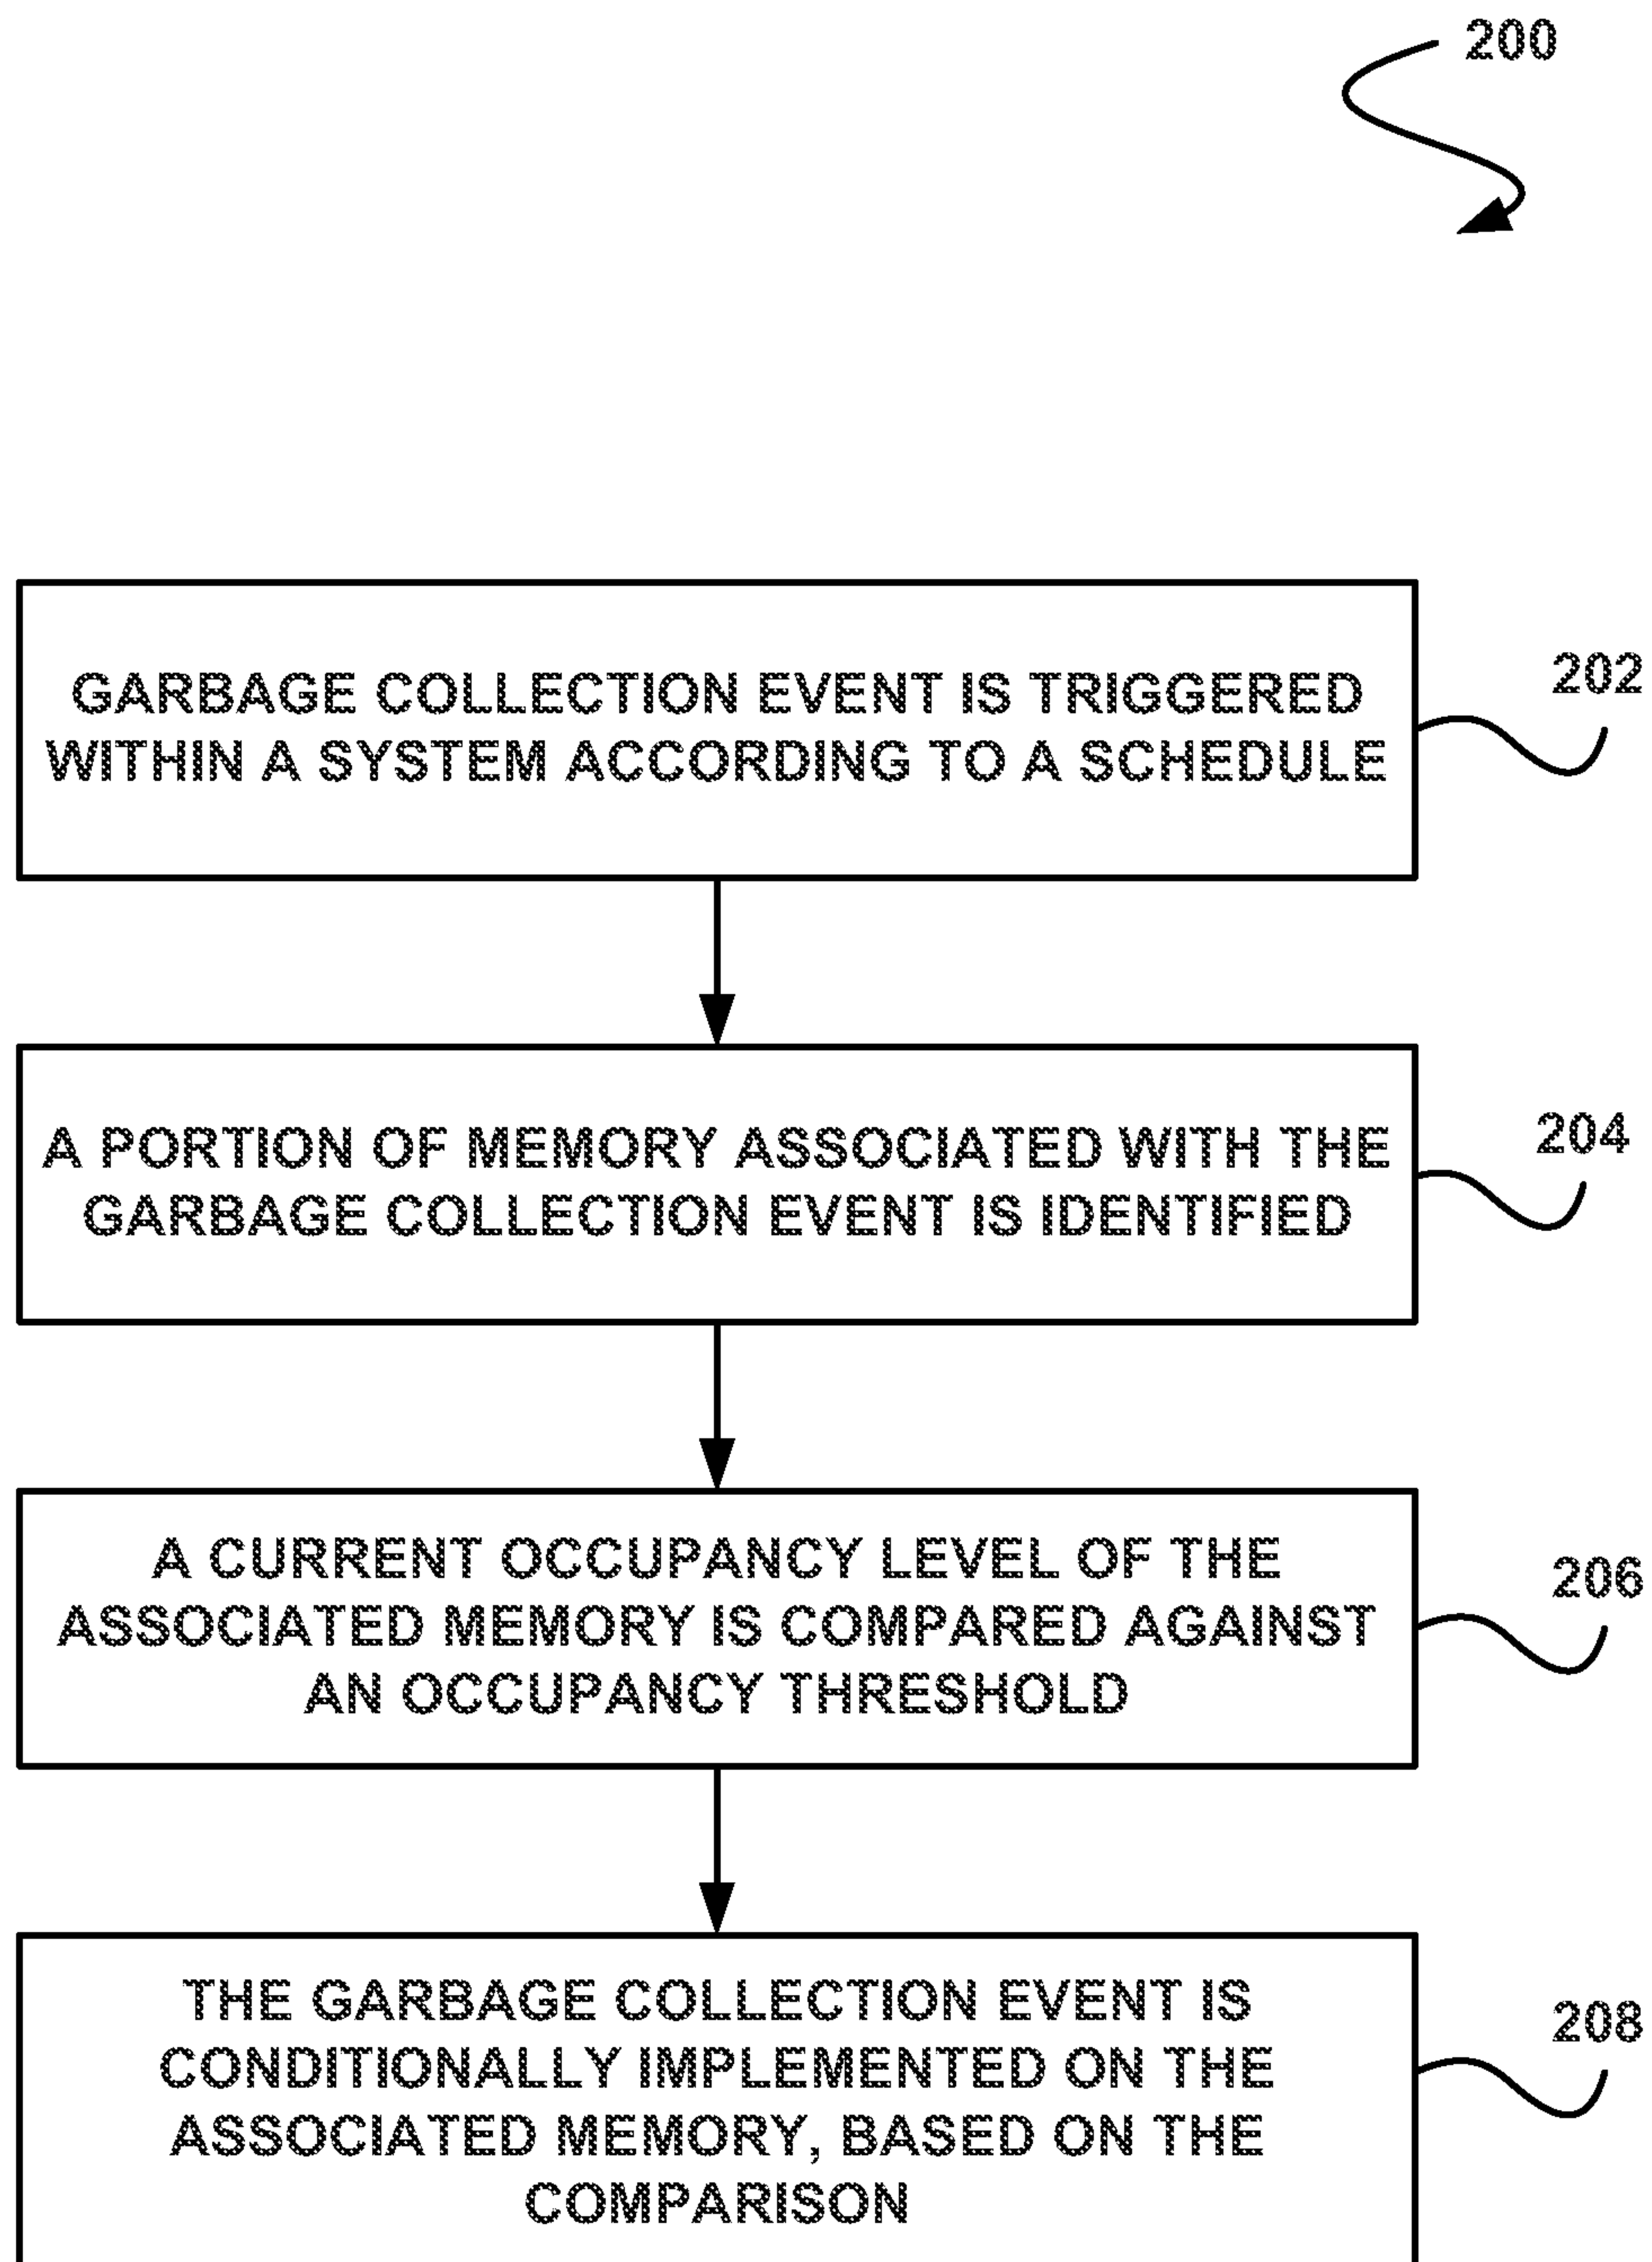 200
GARBAGE COLLECTION EVENT IS TRIGGERED
WITHIN A SYSTEM ACCORDING TO A SCHEDULE
202
A PORTION OF MEMORY ASSOCIATED WITH THE
GARBAGE COLLECTION EVENT IS IDENTIFIED
204
A CURRENT OCCUPANCY LEVEL OF THE
ASSOCIATED MEMORY IS COMPARED AGAINST
AN OCCUPANCY THRESHOLD
206
THE GARBAGE COLLECTION EVENT IS
CONDITIONALLY IMPLEMENTED ON THE
ASSOCIATED MEMORY, BASED ON THE
COMPARISON
208